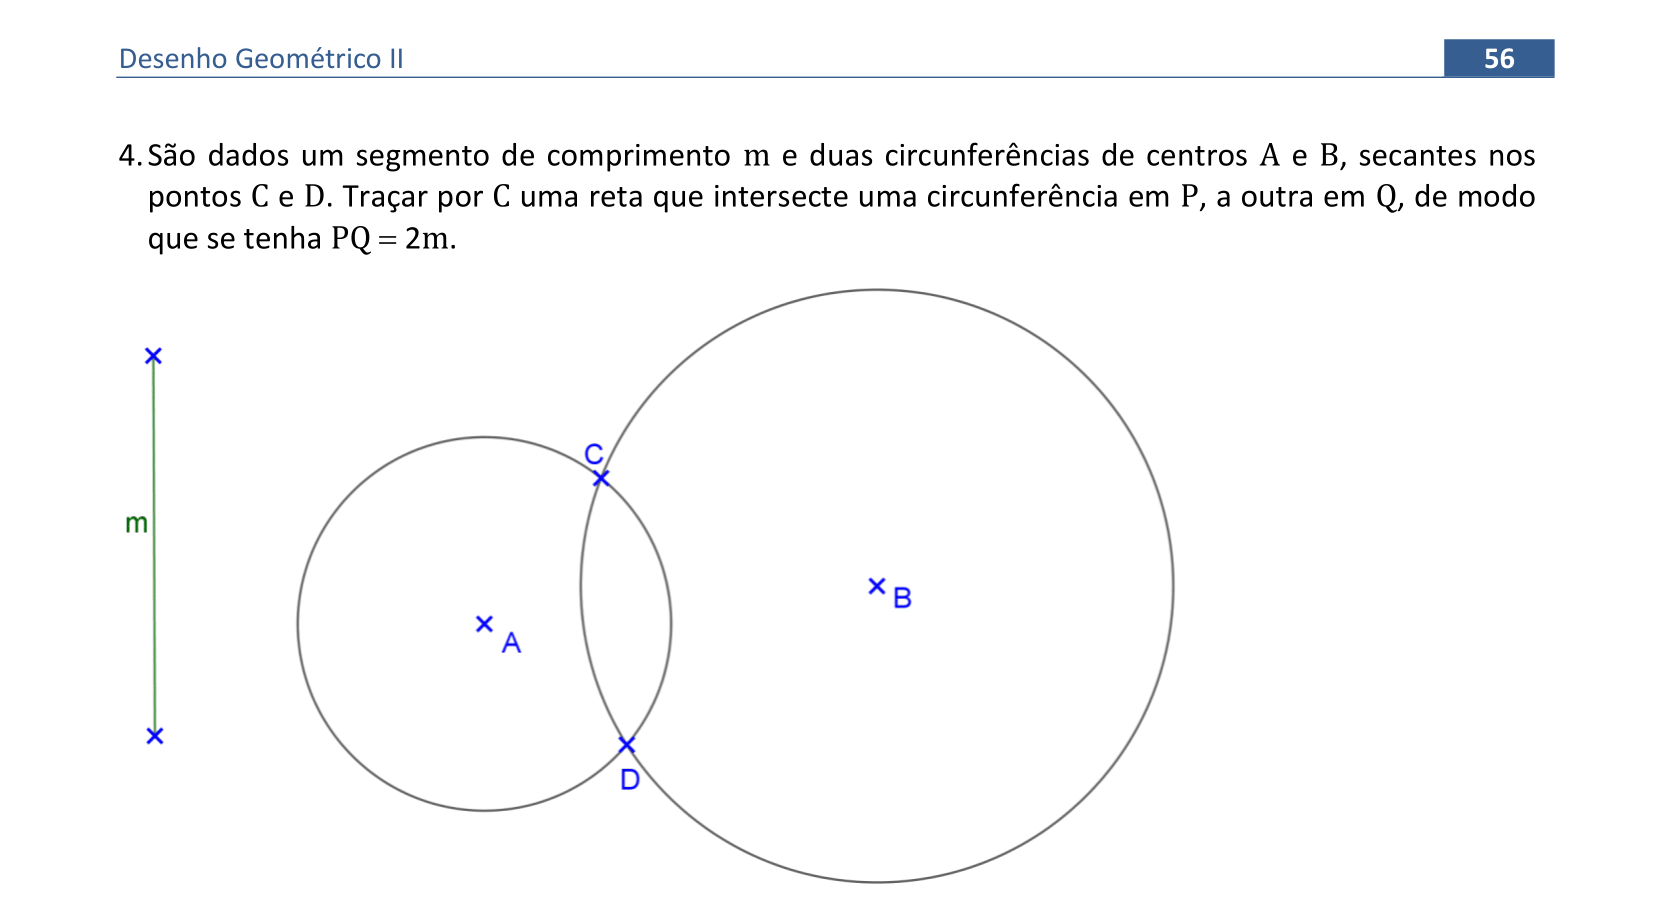 Desenho Geométrico II
56
4. São dados um segmento de comprimento m e duas circunferências de centros A e B, secantes nos
pontos C e D. Traçar por C uma reta que intersecte uma circunferência em P, a outra em Q, de modo
que se tenha PQ = 2m.
C
m
B
A
D